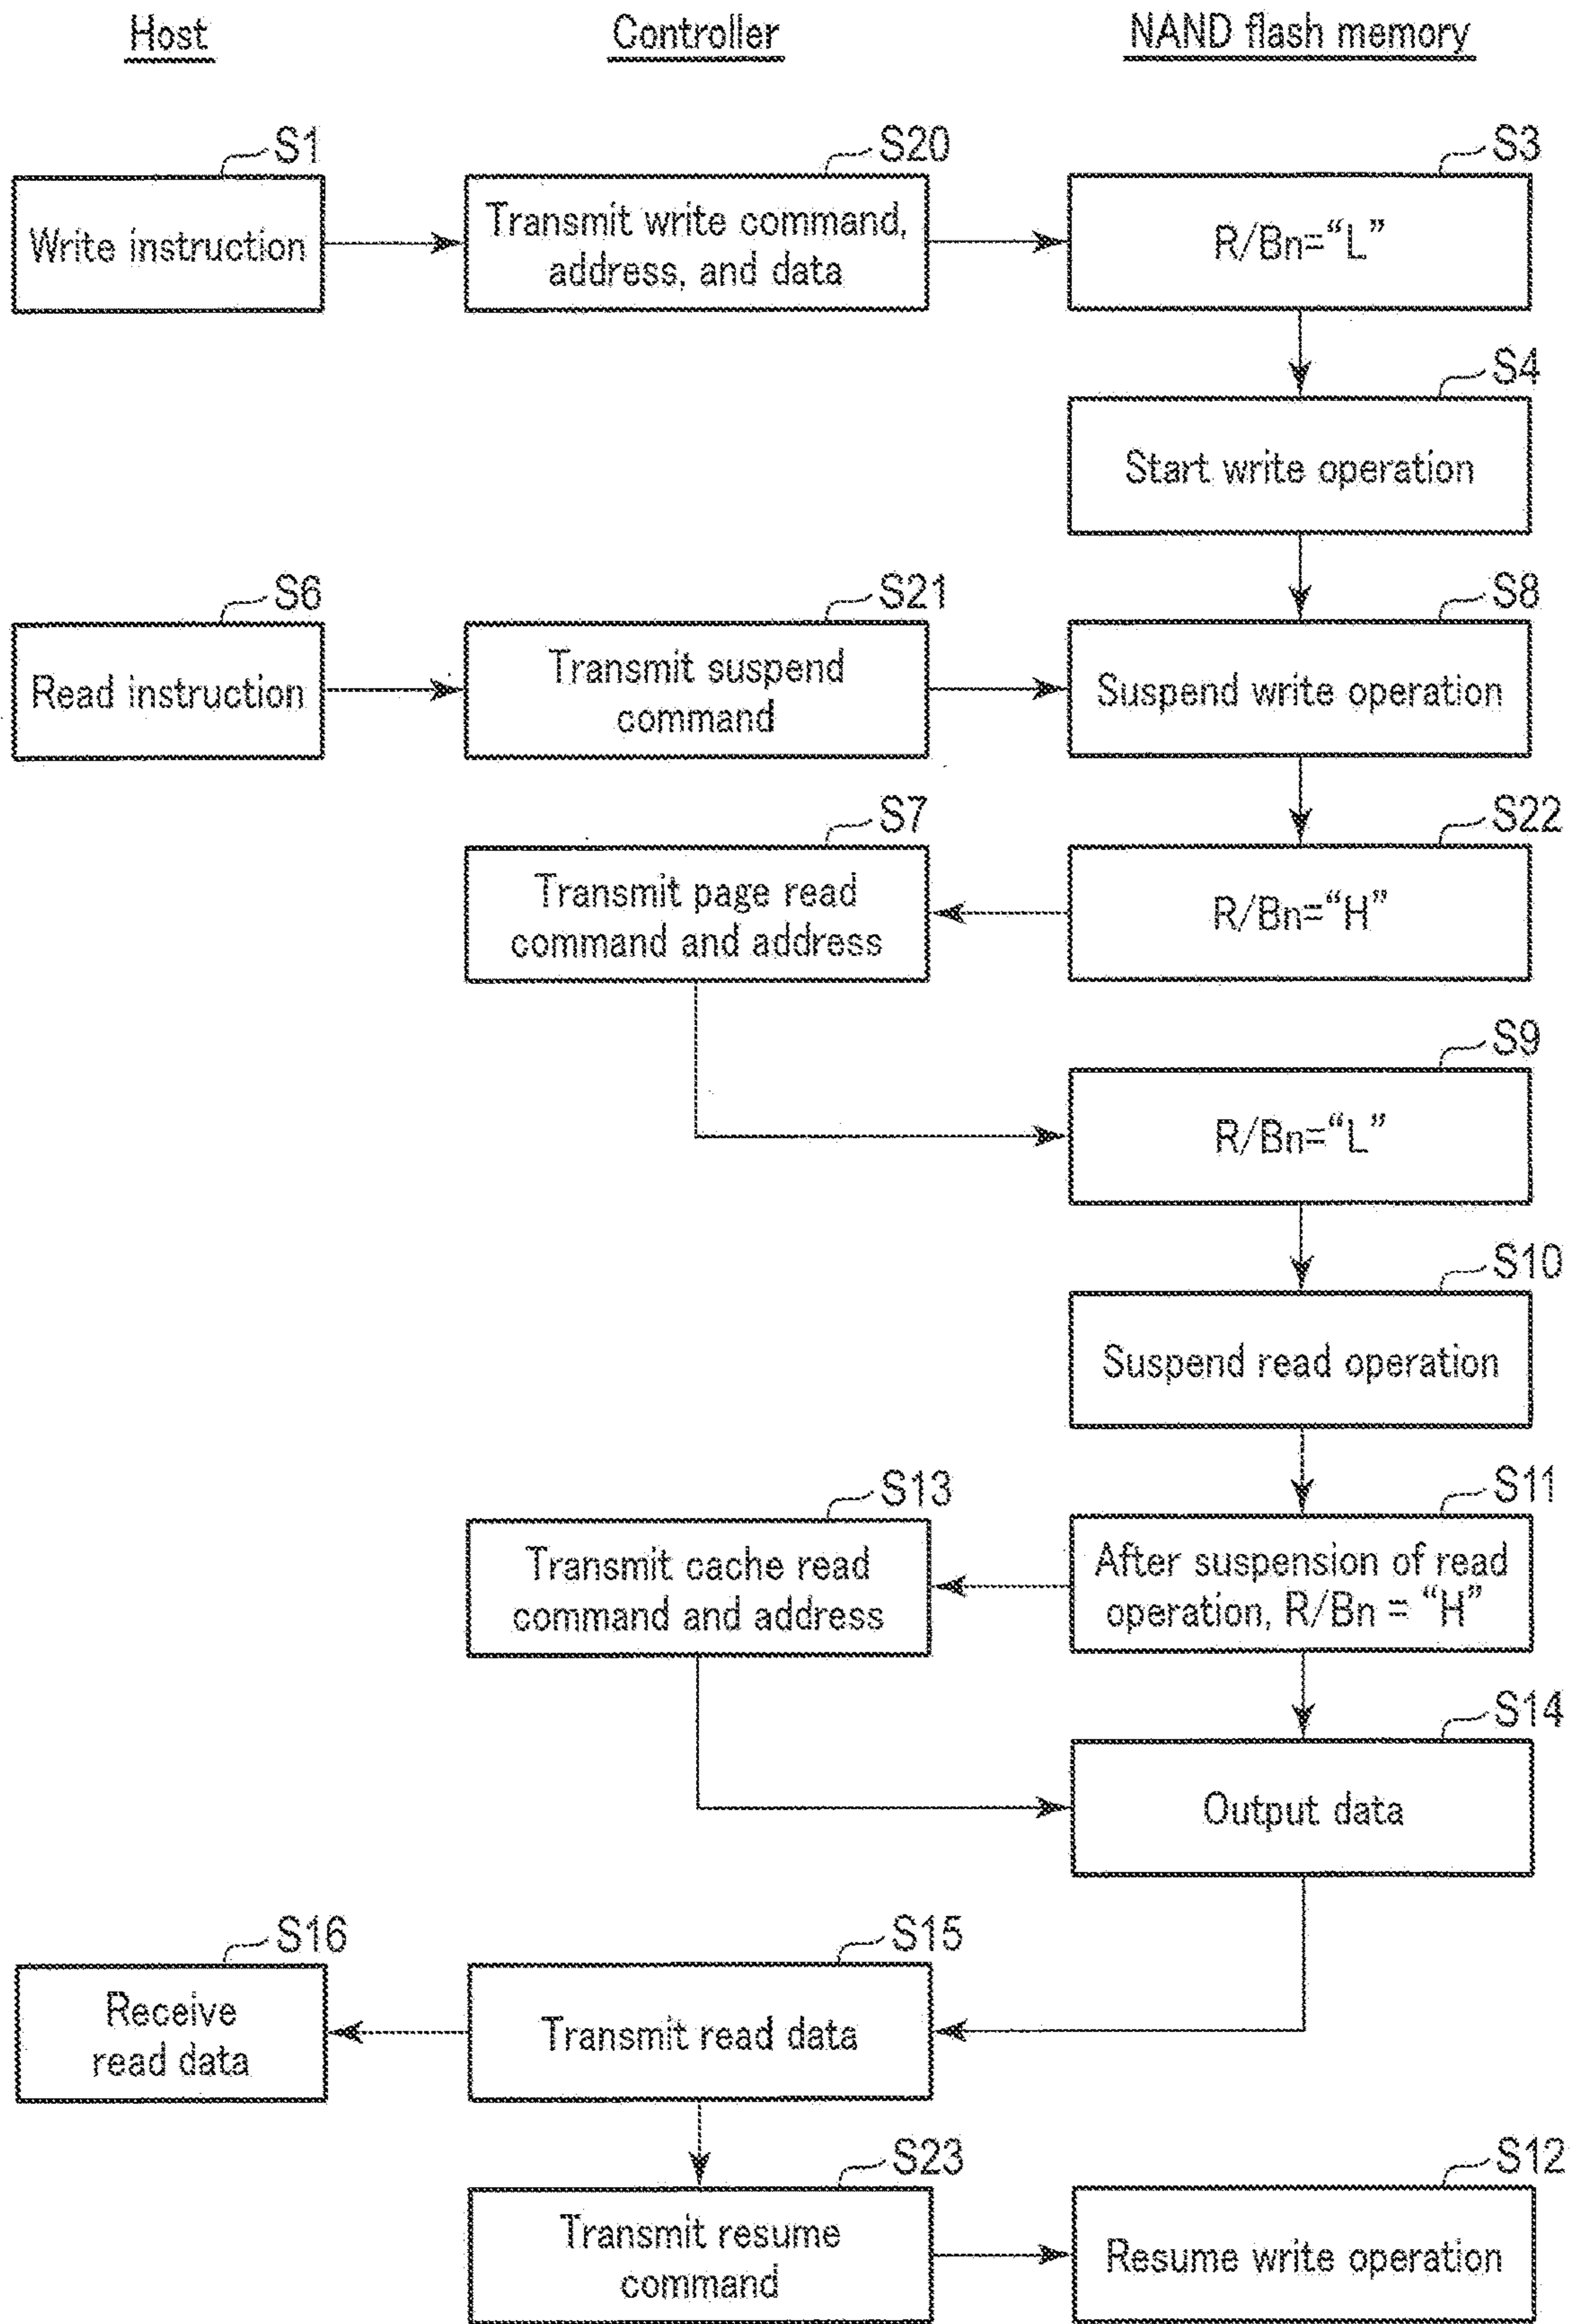 Host
Controller
NAND flash memory
S1
S20
S3
Write instruction
Transmit write command,
address, and data
R/Bn=“L”
S4
Start write operation
S6
S21
S8
Read instruction
Transmit suspend
command
Suspend write operation
S7
S22
Transmit page read
command and address
R/Bn=“H”
S9
R/Bn=“L”
S10
Suspend read operation
S13
S11
Transmit cache read
command and address
After suspension of read
operation, R/Bn = “H”
S14
Output data
S16
S15
Receive
read data
Transmit read data
S23
S12
Transmit resume
command
Resume write operation